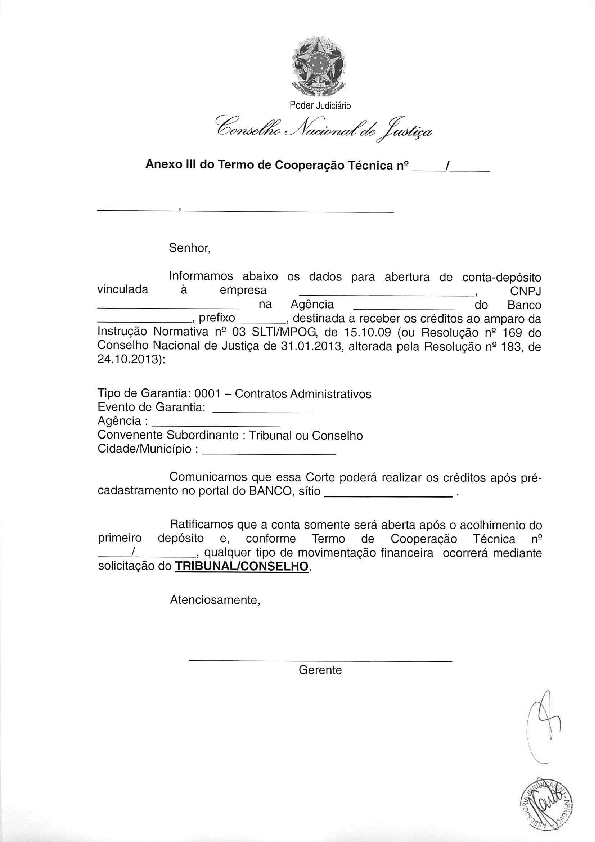 Poder Judiciário
Conselho Nacional de Justiça
Anexo III do Termo de Cooperação Técnica nº _____/______
____________, ______________________________
Senhor,
Informamos abaixo os dados para abertura de conta-depósito
vinculada à empresa _________________________, CNPJ
____________________ na Agência _________________ do Banco
______________, prefixo _______, destinada a receber os créditos ao amparo da
Instrução Normativa nº 03 SLTI/MPOG, de 15.10.09 (ou Resolução nº 169 do
Conselho Nacional de Justiça de 31.01.2013, alterada pela Resolução nº 183, de
24.10.2013):
Tipo de Garantia: 0001 – Contratos Administrativos
Evento de Garantia: ______________
Agência : __________________
Convenente Subordinante : Tribunal ou Conselho
Cidade/Município : ___________________
Comunicamos que essa Corte poderá realizar os créditos após pré-
cadastramento no portal do BANCO, sítio ___________________ .
Ratificamos que a conta somente será aberta após o acolhimento do
primeiro depósito e, conforme Termo de Cooperação Técnica nº
_____/_________, qualquer tipo de movimentação financeira ocorrerá mediante
solicitação do TRIBUNAL/CONSELHO.
Atenciosamente,
______________________________________
Gerente